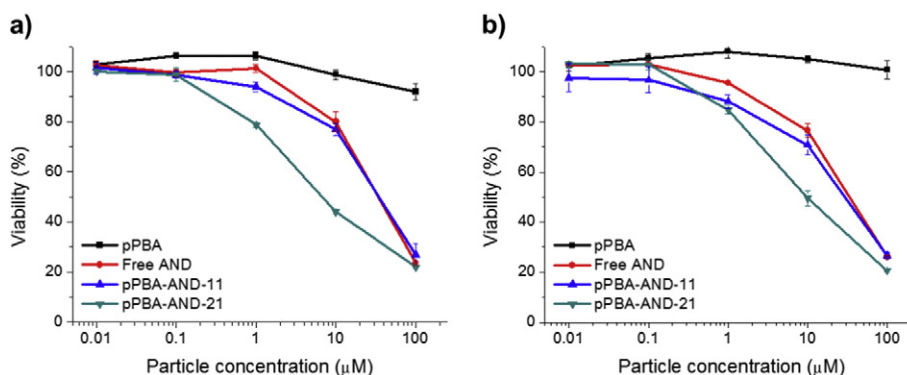 a)
120
100
80
60
40
20
0
Viability (%)
pPBA
Free AND
pPBA-AND-11
pPBA-AND-21
0.01 0.1 1 10 100
Particle concentration (μM)
b)
120
100
80
60
40
20
0
Viability (%)
pPBA
Free AND
pPBA-AND-11
pPBA-AND-21
0.01 0.1 1 10 100
Particle concentration (μM)